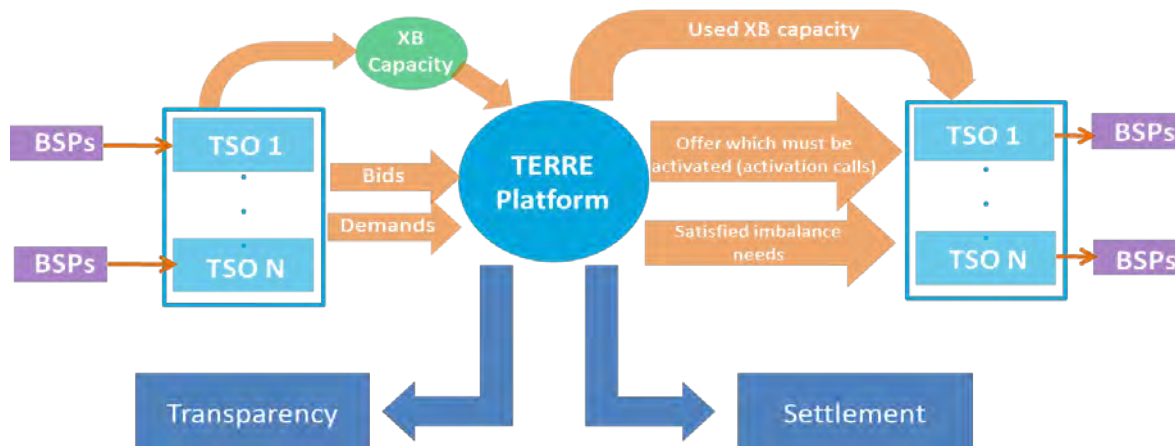 XB
Capacity
Used XB capacity
BSPs
TSO 1
Bids
Demands
BSPs
TSO N
TERRE
Platform
Offer which must be
activated (activation calls)
Satisfied imbalance
needs
TSO 1
BSPs
TSO N
BSPs
Transparency
Settlement